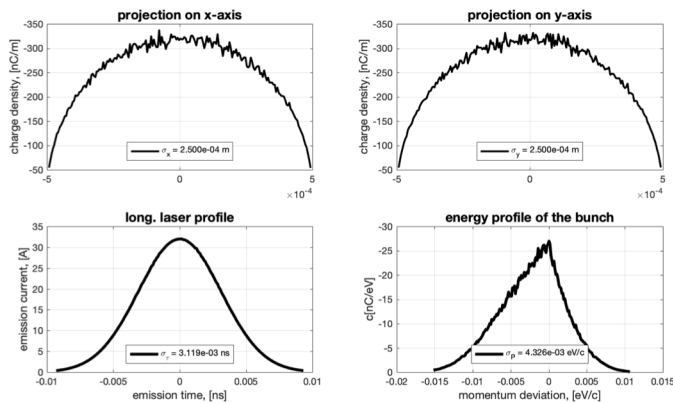 projection on x-axis
charge density, [nC/m]
-350
-300
-250
-200
-150
-100
-50
σx = 2.500e-04 m
-5 0 5
×10^-4
projection on y-axis
charge density, [nC/m]
-350
-300
-250
-200
-150
-100
-50
σy = 2.500e-04 m
-5 0 5
×10^-4
long. laser profile
emission current, [A]
35
30
25
20
15
10
5
0
σ = 3.119e-03 ns
-0.01 -0.005 0 0.005 0.01
emission time, [ns]
energy profile of the bunch
c[nC/eV]
-30
-25
-20
-15
-10
-5
0
σp = 4.326e-03 eV/c
-0.02 -0.015 -0.01 -0.005 0 0.005 0.01 0.015
momentum deviation, [eV/c]